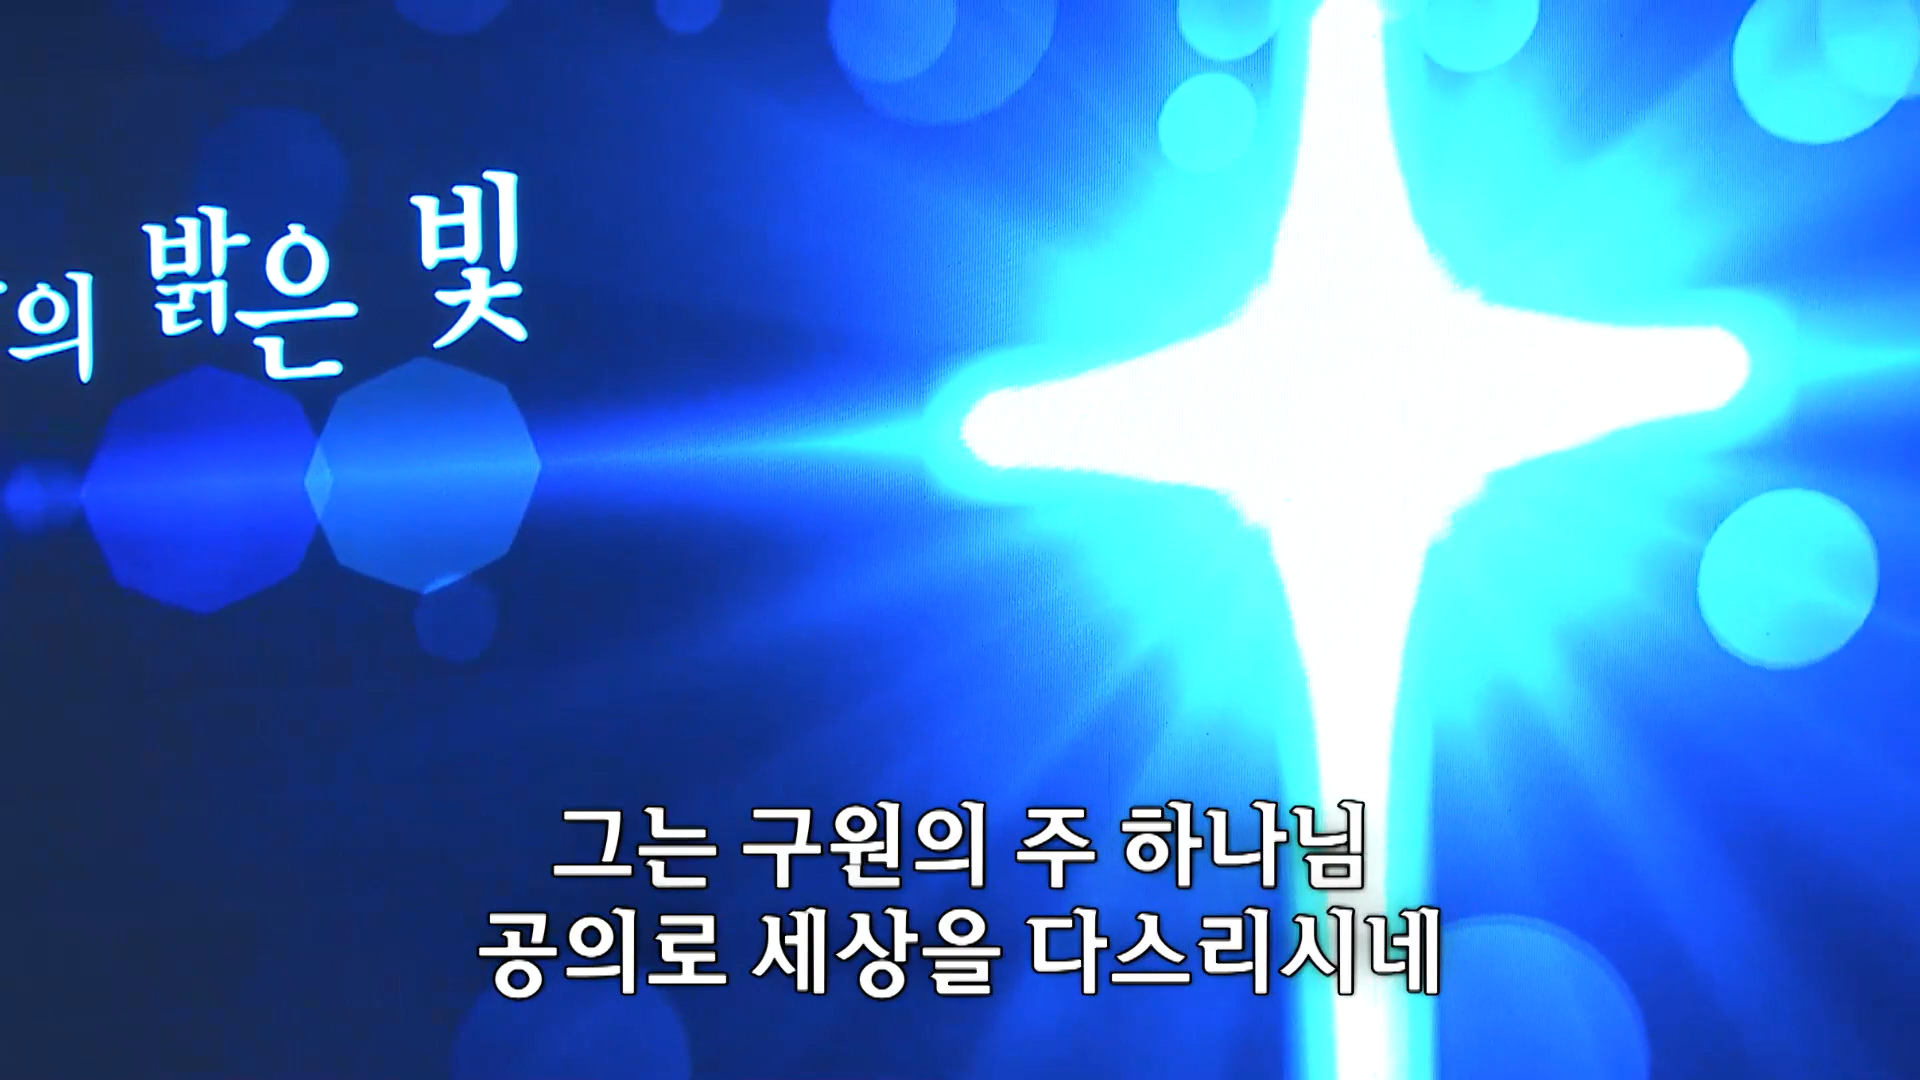 의 밝은 빛
그는 구원의 주 하나님
공의로 세상을 다스리시네